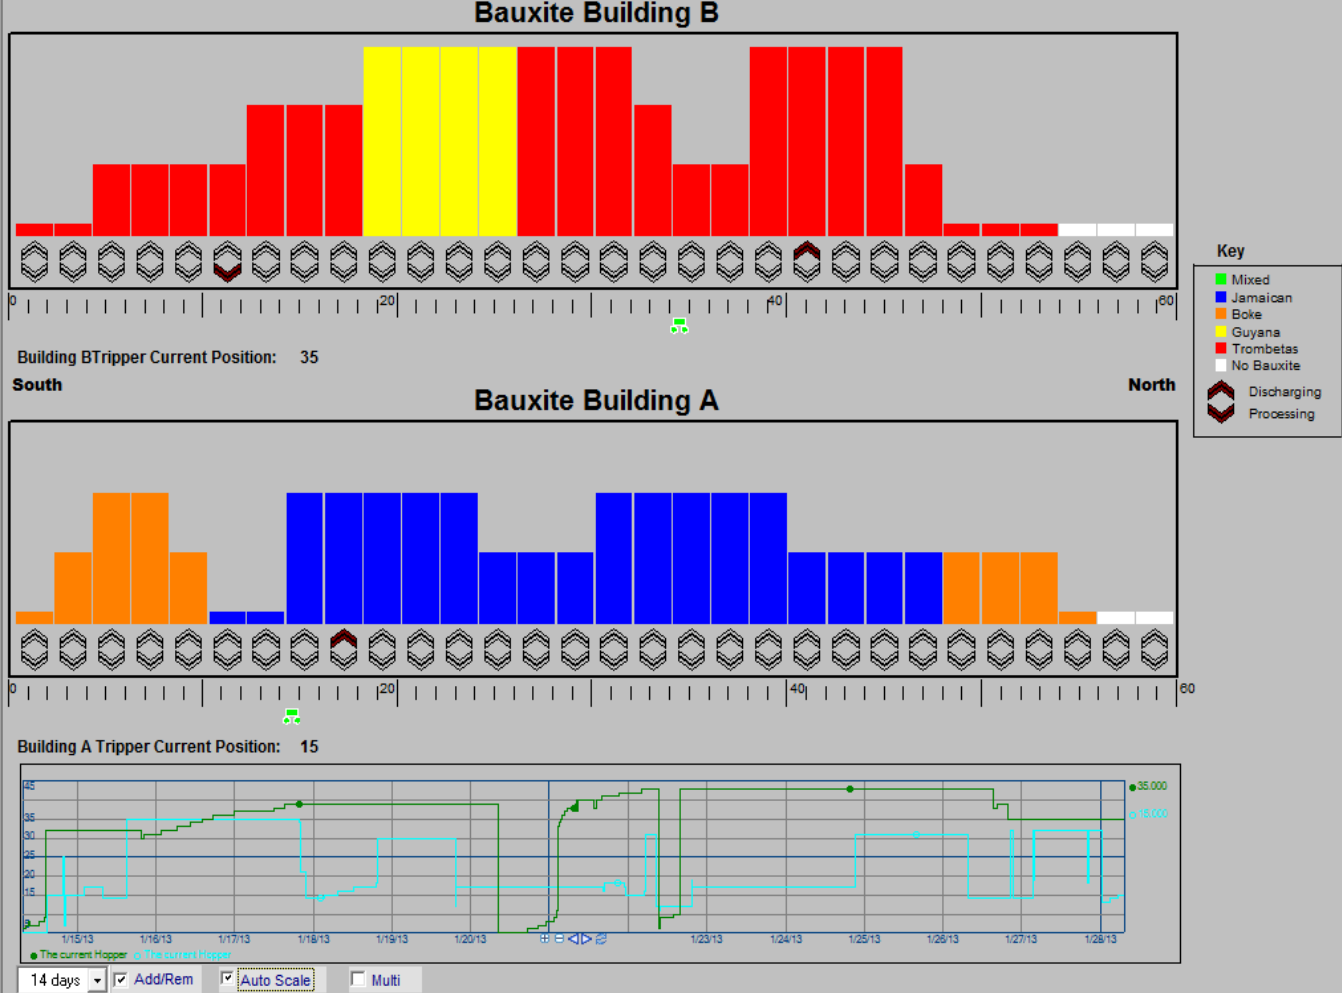 Bauxite Building B
0 20 40 60
Building BTripper Current Position: 35
South North
Bauxite Building A
Key
Mixed
Jamaican
Boke
Guyana
Trombetas
No Bauxite
Discharging
Processing
0 20 40 60
Building A Tripper Current Position: 15
45
35
30
25
20
15
35.000
15.000
1/15/13 1/16/13 1/17/13 1/18/13 1/19/13 1/20/13 1/23/13 1/24/13 1/25/13 1/26/13 1/27/13 1/28/13
The current Hopper The current Hopper
14 days Add/Rem Auto Scale Multi